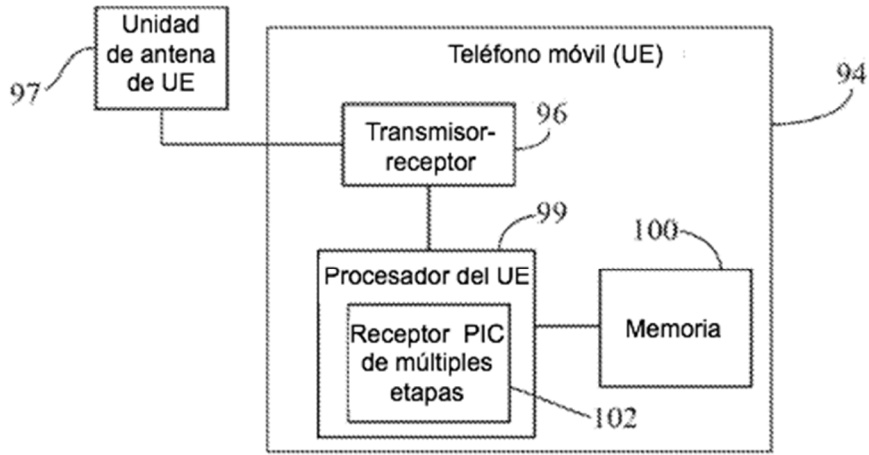 Unidad
de antena
de UE
97
Teléfono móvil (UE)
94
Transmisor-
receptor
96
99
Procesador del UE
100
Receptor PIC
de múltiples
etapas
Memoria
102